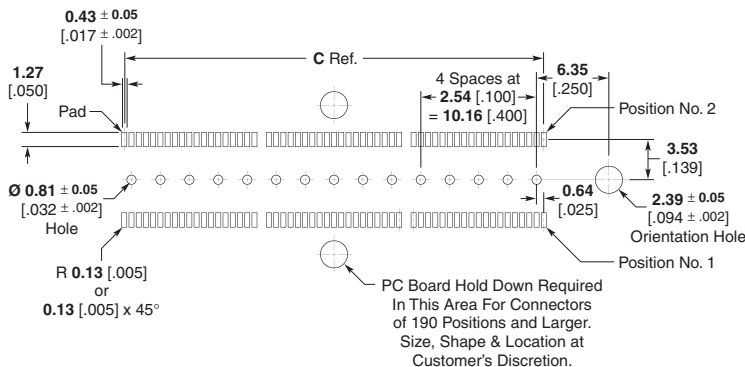 0.43 ± 0.05
[.017 ± .002]
C Ref.
1.27
[.050]
4 Spaces at
2.54 [.100]
= 10.16 [.400]
6.35
[.250]
Pad
Position No. 2
3.53
[.139]
Ø 0.81 ± 0.05
[.032 ± .002]
Hole
0.64
[.025]
2.39 ± 0.05
[.094 ± .002]
Orientation Hole
R 0.13 [.005]
or
0.13 [.005] x 45°
Position No. 1
PC Board Hold Down Required
In This Area For Connectors
of 190 Positions and Larger.
Size, Shape & Location at
Customer's Discretion.